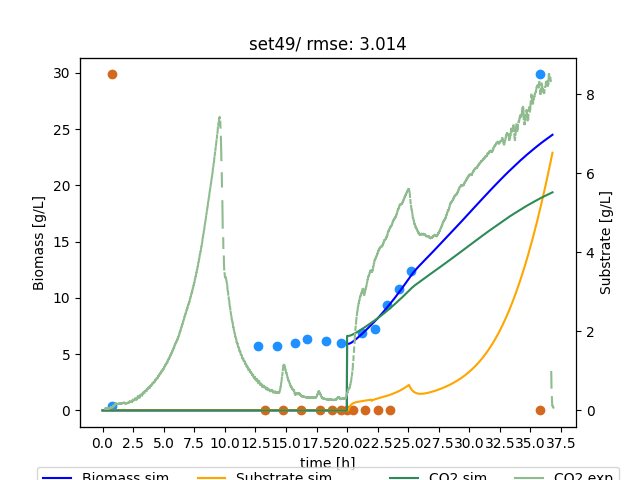 set49/ rmse: 3.014
30
25
20
15
10
5
0
Biomass [g/L]
8
6
4
2
0
Substrate [g/L]
0.0 2.5 5.0 7.5 10.0 12.5 15.0 17.5 20.0 22.5 25.0 27.5 30.0 32.5 35.0 37.5
time [h]
Biomass sim Substrate sim CO2 sim CO2 exp